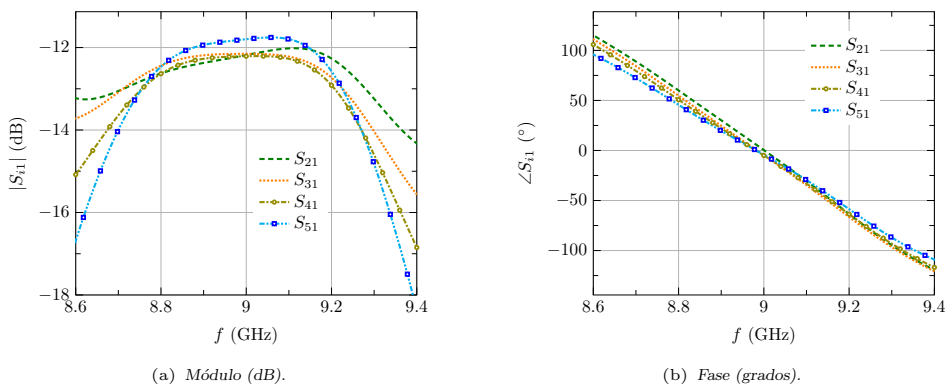 −12
−14
−16
−18
8.6
8.8
9
9.2
9.4
f (GHz)
|S_{i1}| (dB)
S_{21}
S_{31}
S_{41}
S_{51}
(a) Módulo (dB).
100
50
0
−50
−100
8.6
8.8
9
9.2
9.4
f (GHz)
∠S_{i1} (°)
S_{21}
S_{31}
S_{41}
S_{51}
(b) Fase (grados).